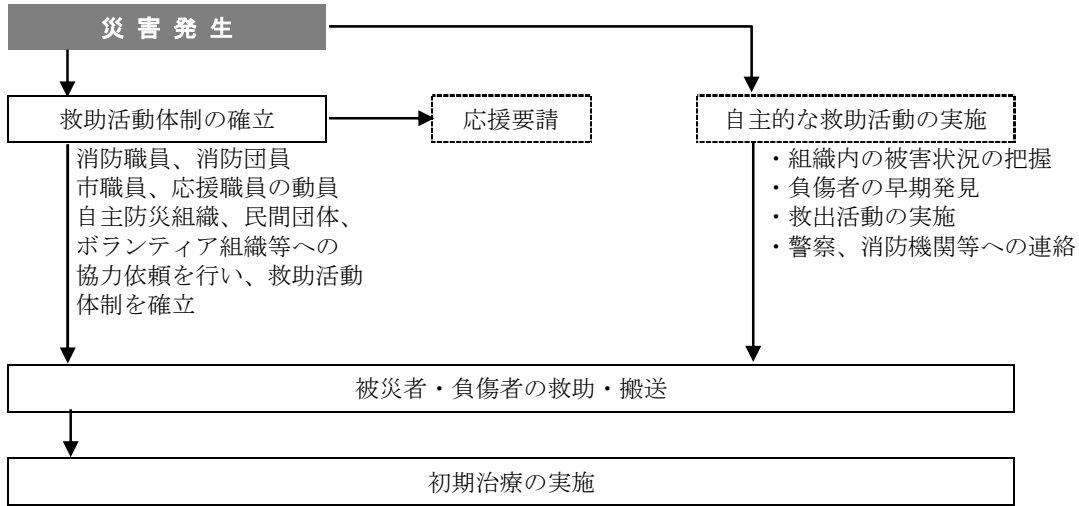 災害発生
救助活動体制の確立
応援要請
自主的な救助活動の実施
消防職員、消防団員
市職員、応援職員の動員
自主防災組織、民間団体、
ボランティア組織等への
協力依頼を行い、救助活動
体制を確立
・組織内の被害状況の把握
・負傷者の早期発見
・救出活動の実施
・警察、消防機関等への連絡
被災者・負傷者の救助・搬送
初期治療の実施